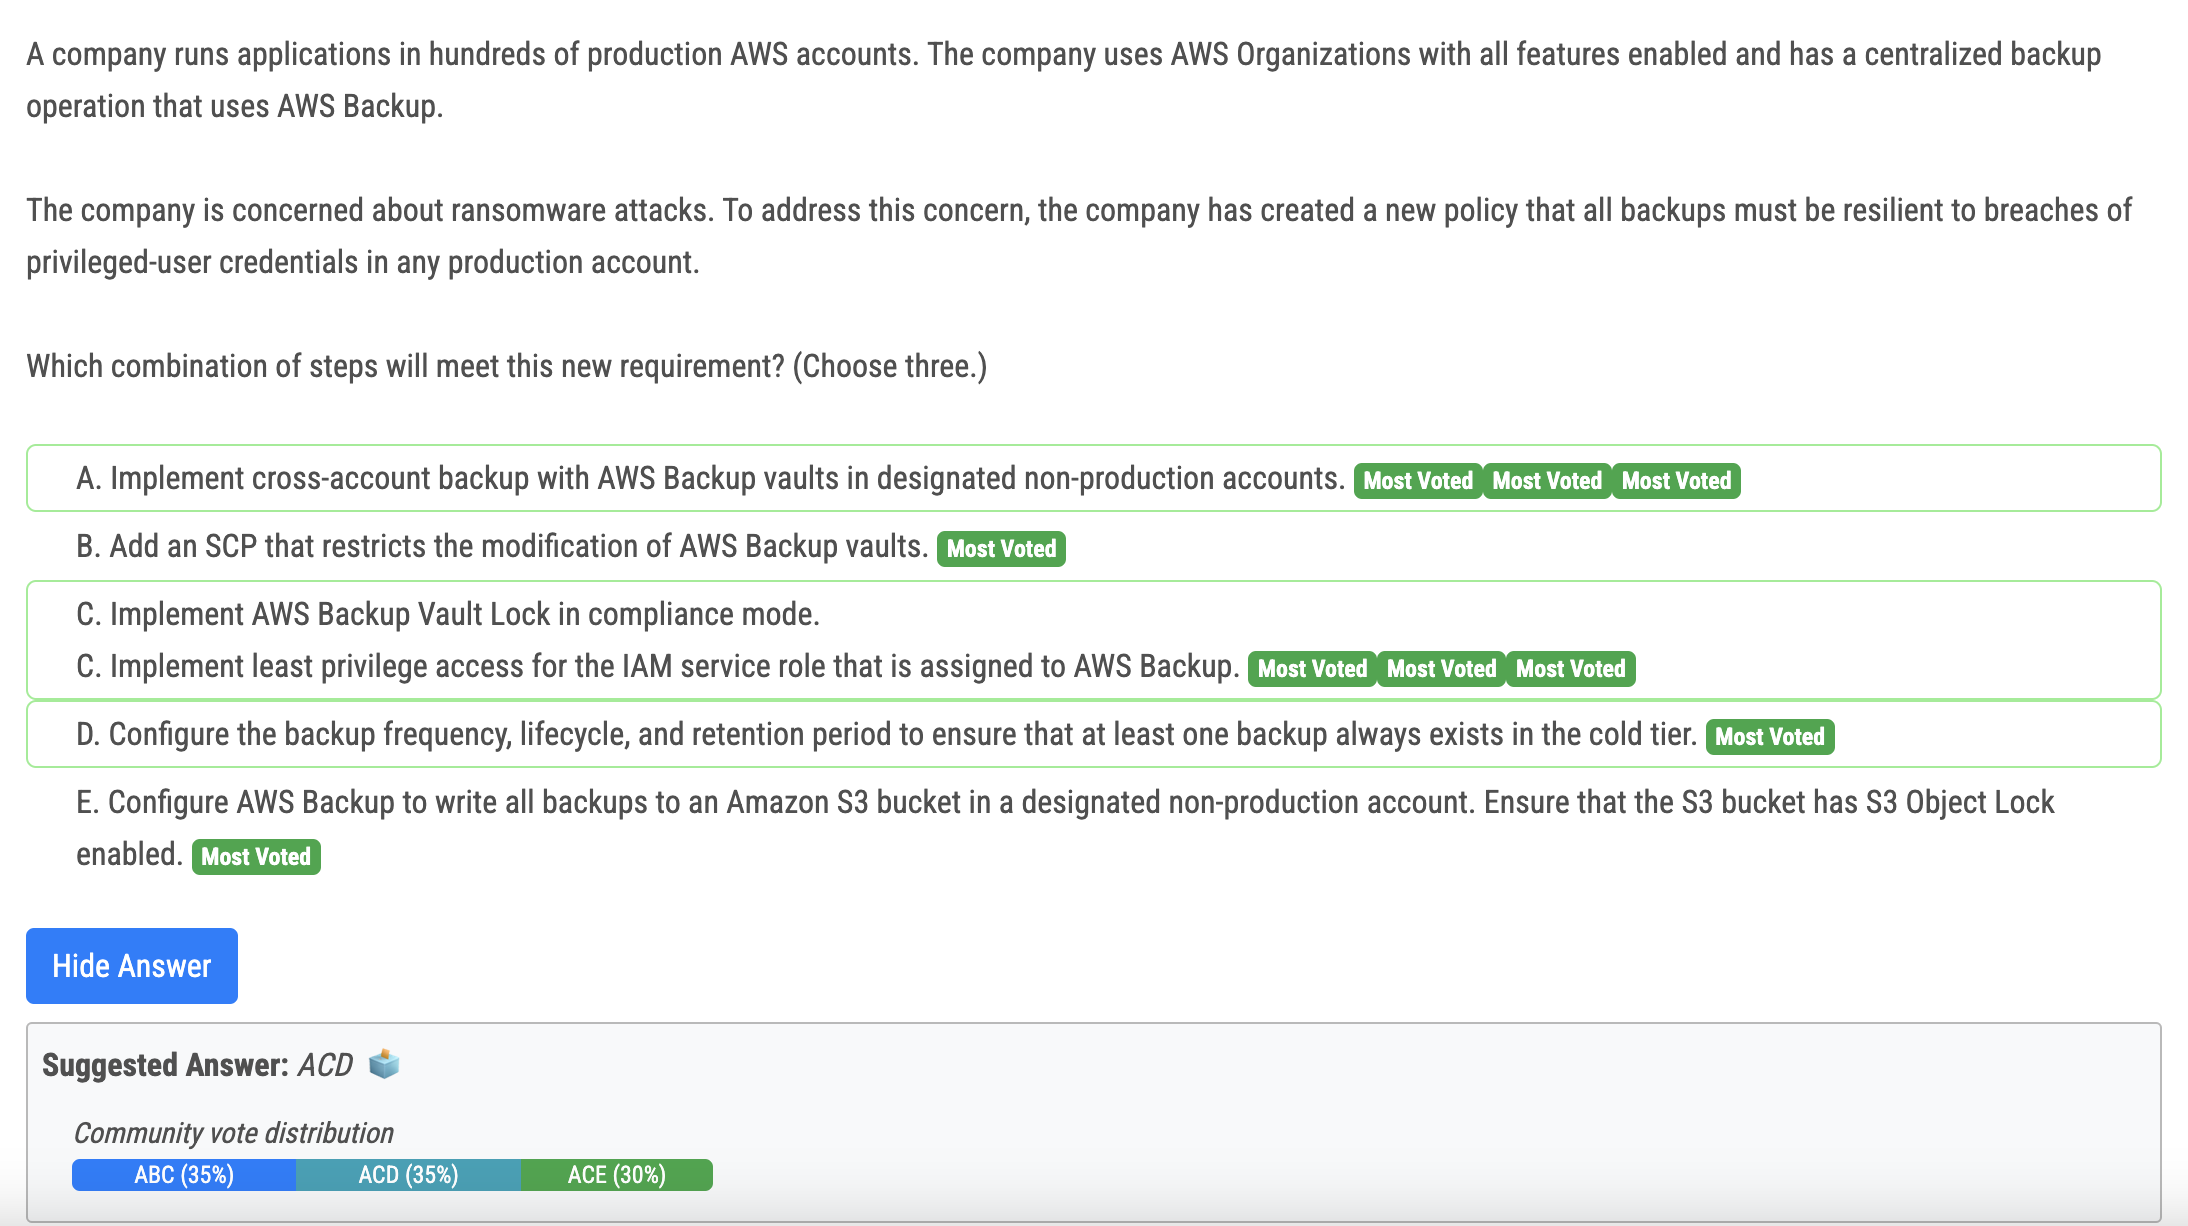 A company runs applications in hundreds of production AWS accounts. The company uses AWS Organizations with all features enabled and has a centralized backup
operation that uses AWS Backup.
The company is concerned about ransomware attacks. To address this concern, the company has created a new policy that all backups must be resilient to breaches of
privileged-user credentials in any production account.
Which combination of steps will meet this new requirement? (Choose three.)
A. Implement cross-account backup with AWS Backup vaults in designated non-production accounts. Most Voted Most Voted Most Voted
B. Add an SCP that restricts the modification of AWS Backup vaults. Most Voted
C. Implement AWS Backup Vault Lock in compliance mode.
C. Implement least privilege access for the IAM service role that is assigned to AWS Backup. Most Voted Most Voted Most Voted
D. Configure the backup frequency, lifecycle, and retention period to ensure that at least one backup always exists in the cold tier. Most Voted
E. Configure AWS Backup to write all backups to an Amazon S3 bucket in a designated non-production account. Ensure that the S3 bucket has S3 Object Lock
enabled. Most Voted
Hide Answer
Suggested Answer: ACD
Community vote distribution
ABC (35%) ACD (35%) ACE (30%)